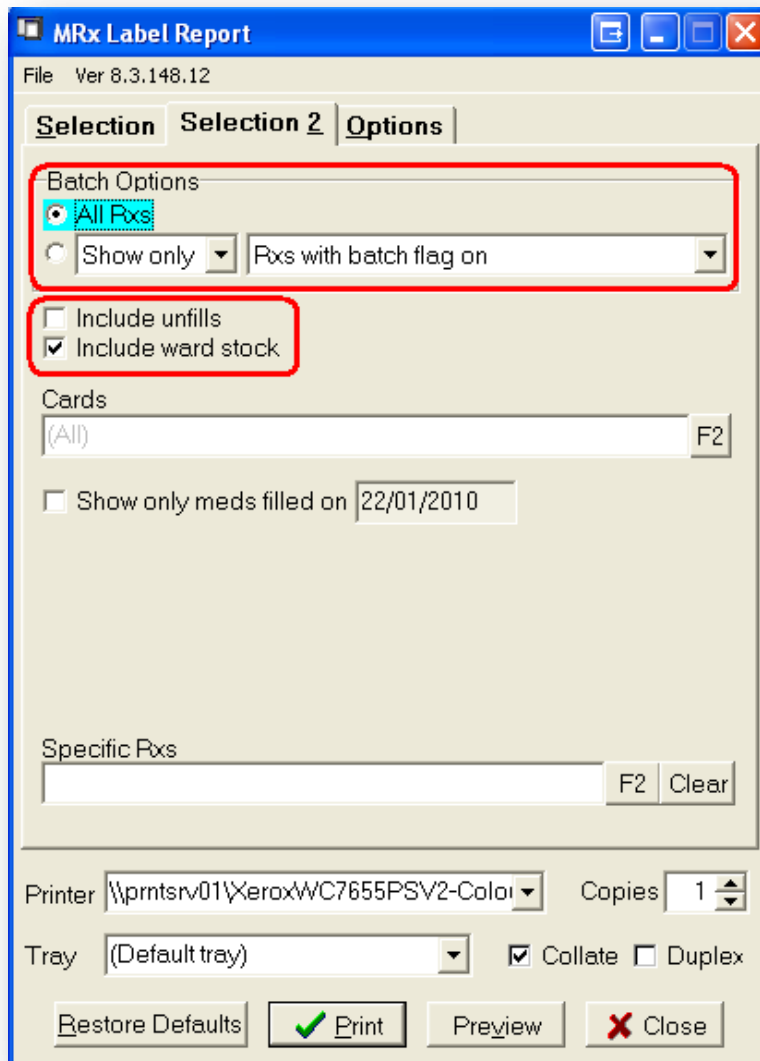 MRx Label Report
File Ver 8.3.148.12
Selection Selection 2 Options
Batch Options
All Rxs
Show only Rxs with batch flag on
Include unfills
Include ward stock
Cards
(All) F2
Show only meds filled on 22/01/2010
Specific Rxs
F2 Clear
Printer \\prntsrv01\XeroxWC7655PSV2-Colou Copies 1
Tray (Default tray) Collate Duplex
Restore Defaults Print Preview Close